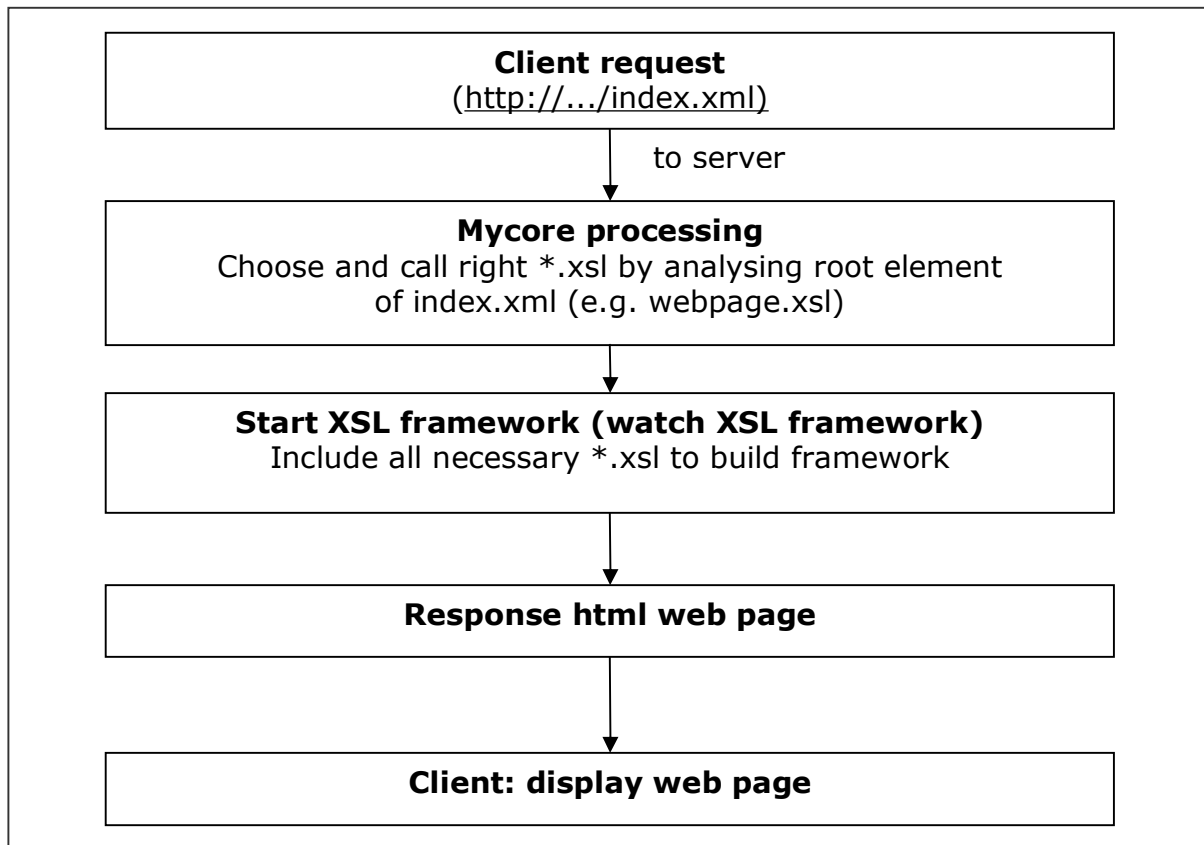 Client request
(http://.../index.xml)
to server
Mycore processing
Choose and call right *.xsl by analysing root element
of index.xml (e.g. webpage.xsl)
Start XSL framework (watch XSL framework)
Include all necessary *.xsl to build framework
Response html web page
Client: display web page